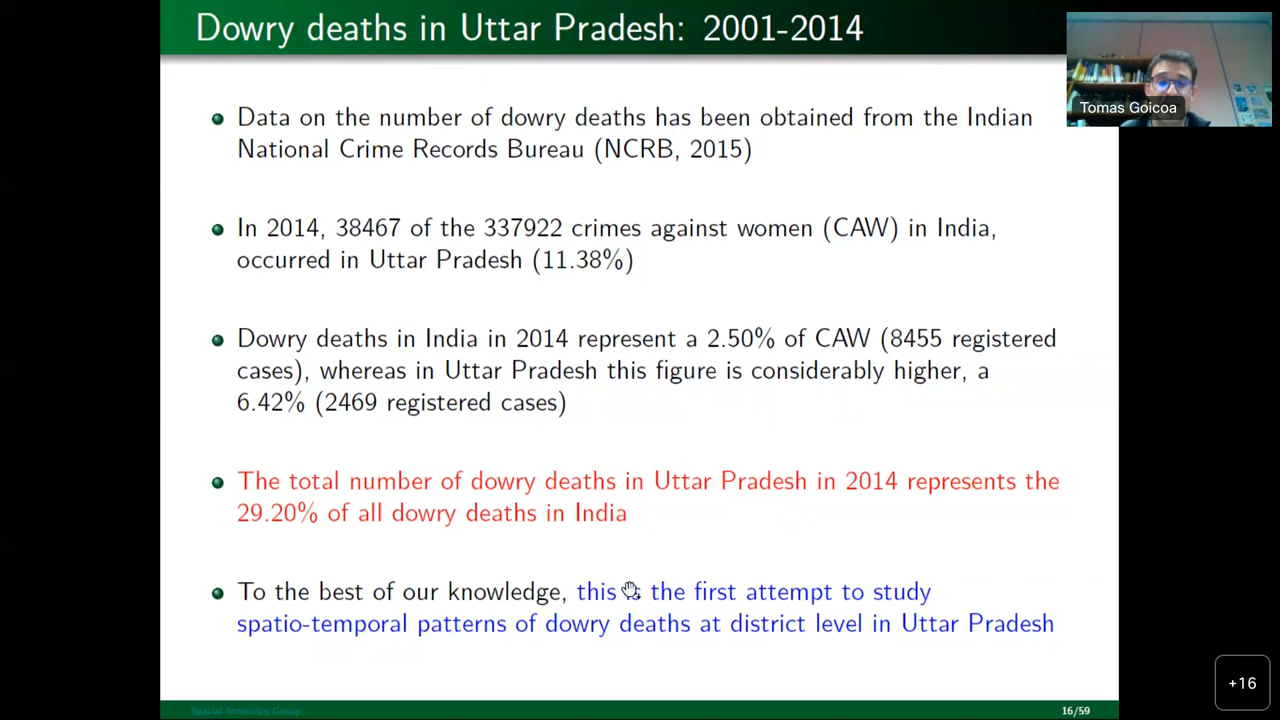 Dowry deaths in Uttar Pradesh: 2001-2014
Tomas Goicoa
Data on the number of dowry deaths has been obtained from the Indian
National Crime Records Bureau (NCRB, 2015)
In 2014, 38467 of the 337922 crimes against women (CAW) in India,
occurred in Uttar Pradesh (11.38%)
Dowry deaths in India in 2014 represent a 2.50% of CAW (8455 registered
cases), whereas in Uttar Pradesh this figure is considerably higher, a
6.42% (2469 registered cases)
The total number of dowry deaths in Uttar Pradesh in 2014 represents the
29.20% of all dowry deaths in India
To the best of our knowledge, this is the first attempt to study
spatio-temporal patterns of dowry deaths at district level in Uttar Pradesh
+16
Spatial Statistics Group
16/59